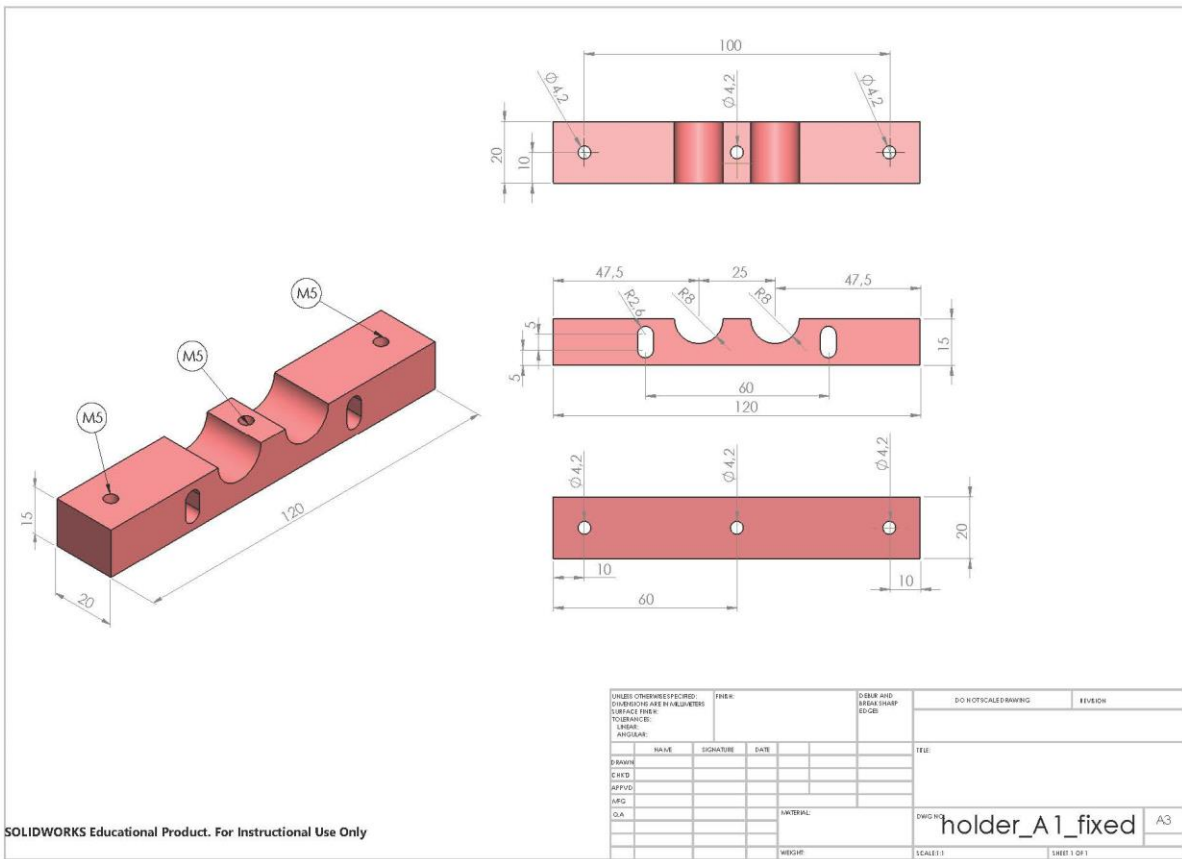 100
Ø4,2
Ø4,2
Ø4,2
20
10
47,5
25
47,5
R2,6
R8
R8
5
5
15
60
120
M5
M5
M5
15
20
120
Ø4,2
Ø4,2
Ø4,2
20
10
10
60
UNLESS OTHERWISE SPECIFIED:
DIMENSIONS ARE IN MILLIMETERS
SURFACE FINISH:
TOLERANCES:
LINEAR:
ANGULAR:
FINISH:
DEBUR AND
BREAK SHARP
EDGES
DO NOT SCALE DRAWING
REVISION
NAME
SIGNATURE
DATE
TITLE:
DRAWN
CHK'D
APPV'D
MFG
Q.A
MATERIAL:
DWG NO.
holder_A1_fixed
A3
WEIGHT:
SCALE:1:1
SHEET 1 OF 1
SOLIDWORKS Educational Product. For Instructional Use Only